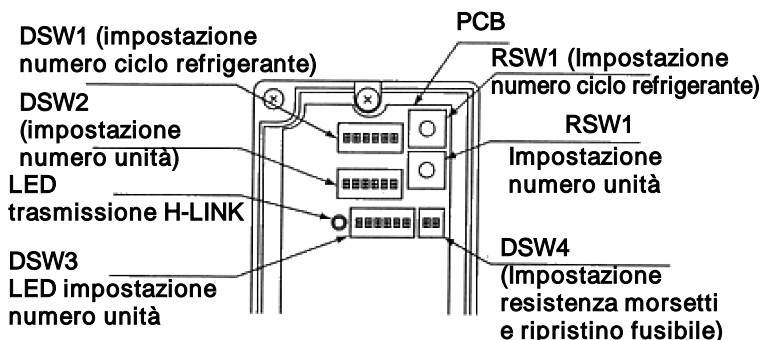 DSW1 (impostazione
numero ciclo refrigerante)
DSW2
(impostazione
numero unità)
LED
trasmissione H-LINK
DSW3
LED impostazione
numero unità
PCB
RSW1 (Impostazione
numero ciclo refrigerante)
RSW1
Impostazione
numero unità
DSW4
(Impostazione
resistenza morsetti
e ripristino fusibile)